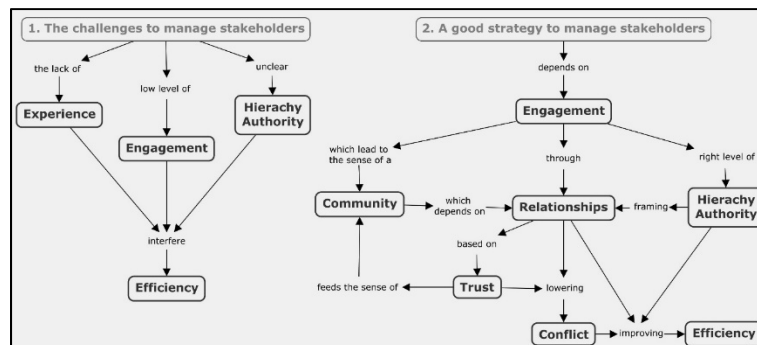 1. The challenges to manage stakeholders
the lack of
low level of
unclear
Experience
Engagement
Hierachy
Authority
interfere
Efficiency
2. A good strategy to manage stakeholders
depends on
Engagement
which lead to
the sense of a
through
right level of
Community
which
depends on
Relationships
framing
Hierachy
Authority
based on
feeds the sense of
Trust
lowering
Conflict
improving
Efficiency